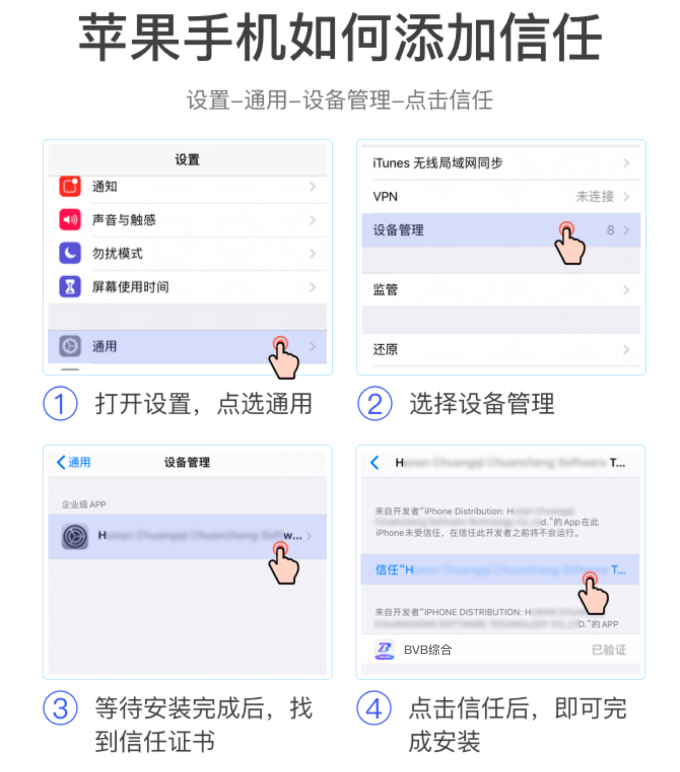 苹果手机如何添加信任
设置–通用–设备管理–点击信任
设置
通知
声音与触感
勿扰模式
屏幕使用时间
通用
① 打开设置，点选通用
iTunes 无线局域网同步
VPN 未连接
设备管理 8
监管
还原
② 选择设备管理
通用 设备管理
企业级 APP
H w...
③ 等待安装完成后，找
到信任证书
H T...
来自开发者“iPhone Distribution: H
d.”的 App 在此
iPhone未受信任。在信任此开发者之前将不会运行。
信任“H T...
来自开发者“IPHONE DISTRIBUTION: H
D.”的 APP
BVB综合 已验证
④ 点击信任后，即可完
成安装